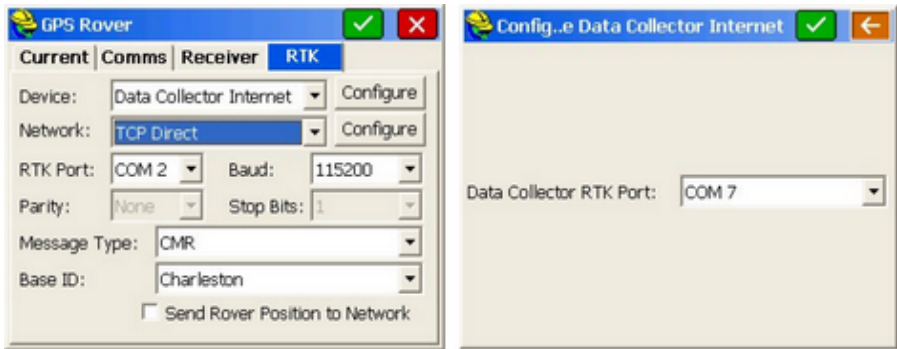 GPS Rover
Current Comms Receiver RTK
Device: Data Collector Internet Configure
Network: TCP Direct Configure
RTK Port: COM 2 Baud: 115200
Parity: None Stop Bits: 1
Message Type: CMR
Base ID: Charleston
Send Rover Position to Network
Config..e Data Collector Internet
Data Collector RTK Port: COM 7